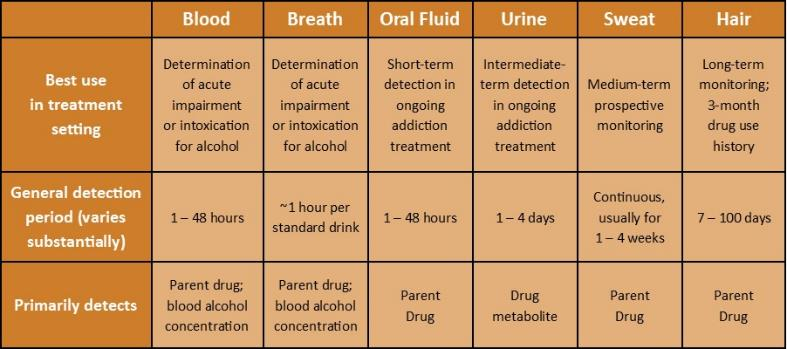 Blood Breath Oral Fluid Urine Sweat Hair
Best use
in treatment
setting
Determination
of acute
impairment
or intoxication
for alcohol
Determination
of acute
impairment
or intoxication
for alcohol
Short-term
detection in
ongoing
addiction
treatment
Intermediate-
term detection
in ongoing
addiction
treatment
Medium-term
prospective
monitoring
Long-term
monitoring;
3-month
drug use
history
General detection
period (varies
substantially)
1 – 48 hours
~1 hour per
standard drink
1 – 48 hours
1 – 4 days
Continuous,
usually for
1 – 4 weeks
7 – 100 days
Primarily detects
Parent drug;
blood alcohol
concentration
Parent drug;
blood alcohol
concentration
Parent
Drug
Drug
metabolite
Parent
Drug
Parent
Drug